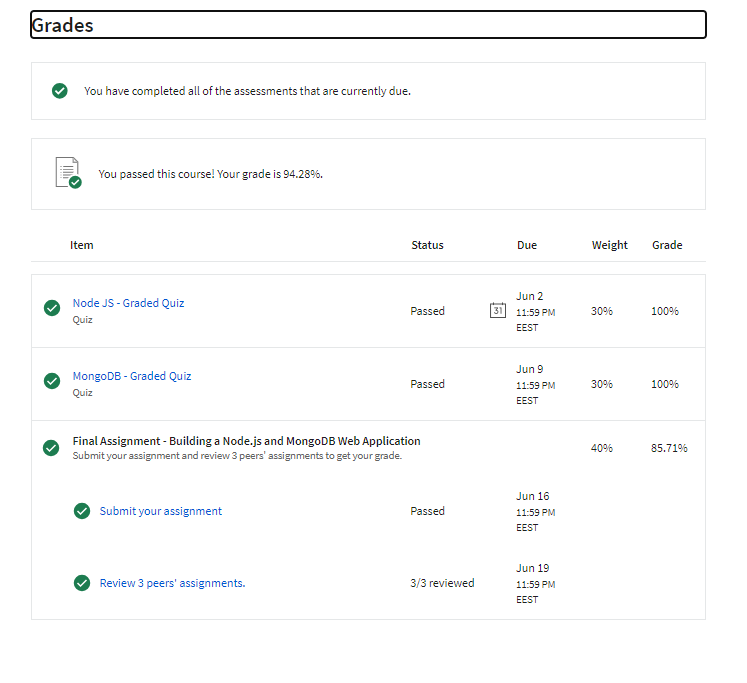 Grades
You have completed all of the assessments that are currently due.
You passed this course! Your grade is 94.28%.
Item Status Due Weight Grade
Node JS - Graded Quiz
Quiz
Passed
31
Jun 2
11:59 PM
EEST
30%
100%
MongoDB - Graded Quiz
Quiz
Passed
Jun 9
11:59 PM
EEST
30%
100%
Final Assignment - Building a Node.js and MongoDB Web Application
Submit your assignment and review 3 peers' assignments to get your grade.
40%
85.71%
Submit your assignment
Passed
Jun 16
11:59 PM
EEST
Review 3 peers' assignments.
3/3 reviewed
Jun 19
11:59 PM
EEST